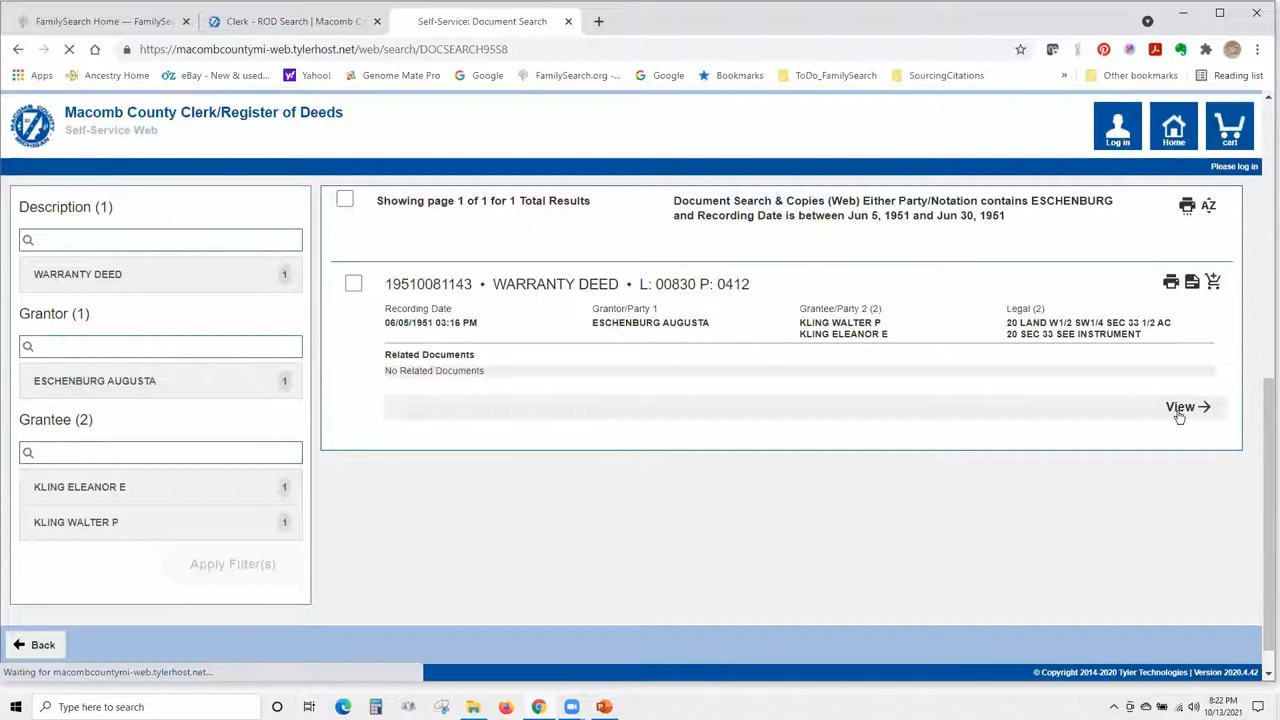 FamilySearch Home — FamilySe
Clerk - ROD Search | Macomb C
Self-Service: Document Search
https://macombcountymi-web.tylerhost.net/web/search/DOCSEARCH95S8
Apps
Ancestry Home
eBay - New & used...
Yahoo!
Genome Mate Pro
Google
FamilySearch.org -...
Google
Bookmarks
ToDo_FamilySearch
SourcingCitations
»
Other bookmarks
Reading list
Macomb County Clerk/Register of Deeds
Self-Service Web
Log in
Home
cart
Please log in
Description (1)
WARRANTY DEED 1
Grantor (1)
ESCHENBURG AUGUSTA 1
Grantee (2)
KLING ELEANOR E 1
KLING WALTER P 1
Apply Filter(s)
Showing page 1 of 1 for 1 Total Results
Document Search & Copies (Web) Either Party/Notation contains ESCHENBURG
and Recording Date is between Jun 5, 1951 and Jun 30, 1951
AZ
19510081143 • WARRANTY DEED • L: 00830 P: 0412
Recording Date
06/05/1951 03:16 PM
Grantor/Party 1
ESCHENBURG AUGUSTA
Grantee/Party 2 (2)
KLING WALTER P
KLING ELEANOR E
Legal (2)
20 LAND W1/2 SW1/4 SEC 33 1/2 AC
20 SEC 33 SEE INSTRUMENT
Related Documents
No Related Documents
View
Back
Waiting for macombcountymi-web.tylerhost.net...
© Copyright 2014-2020 Tyler Technologies | Version 2020.4.42
Type here to search
8:22 PM
10/13/2021